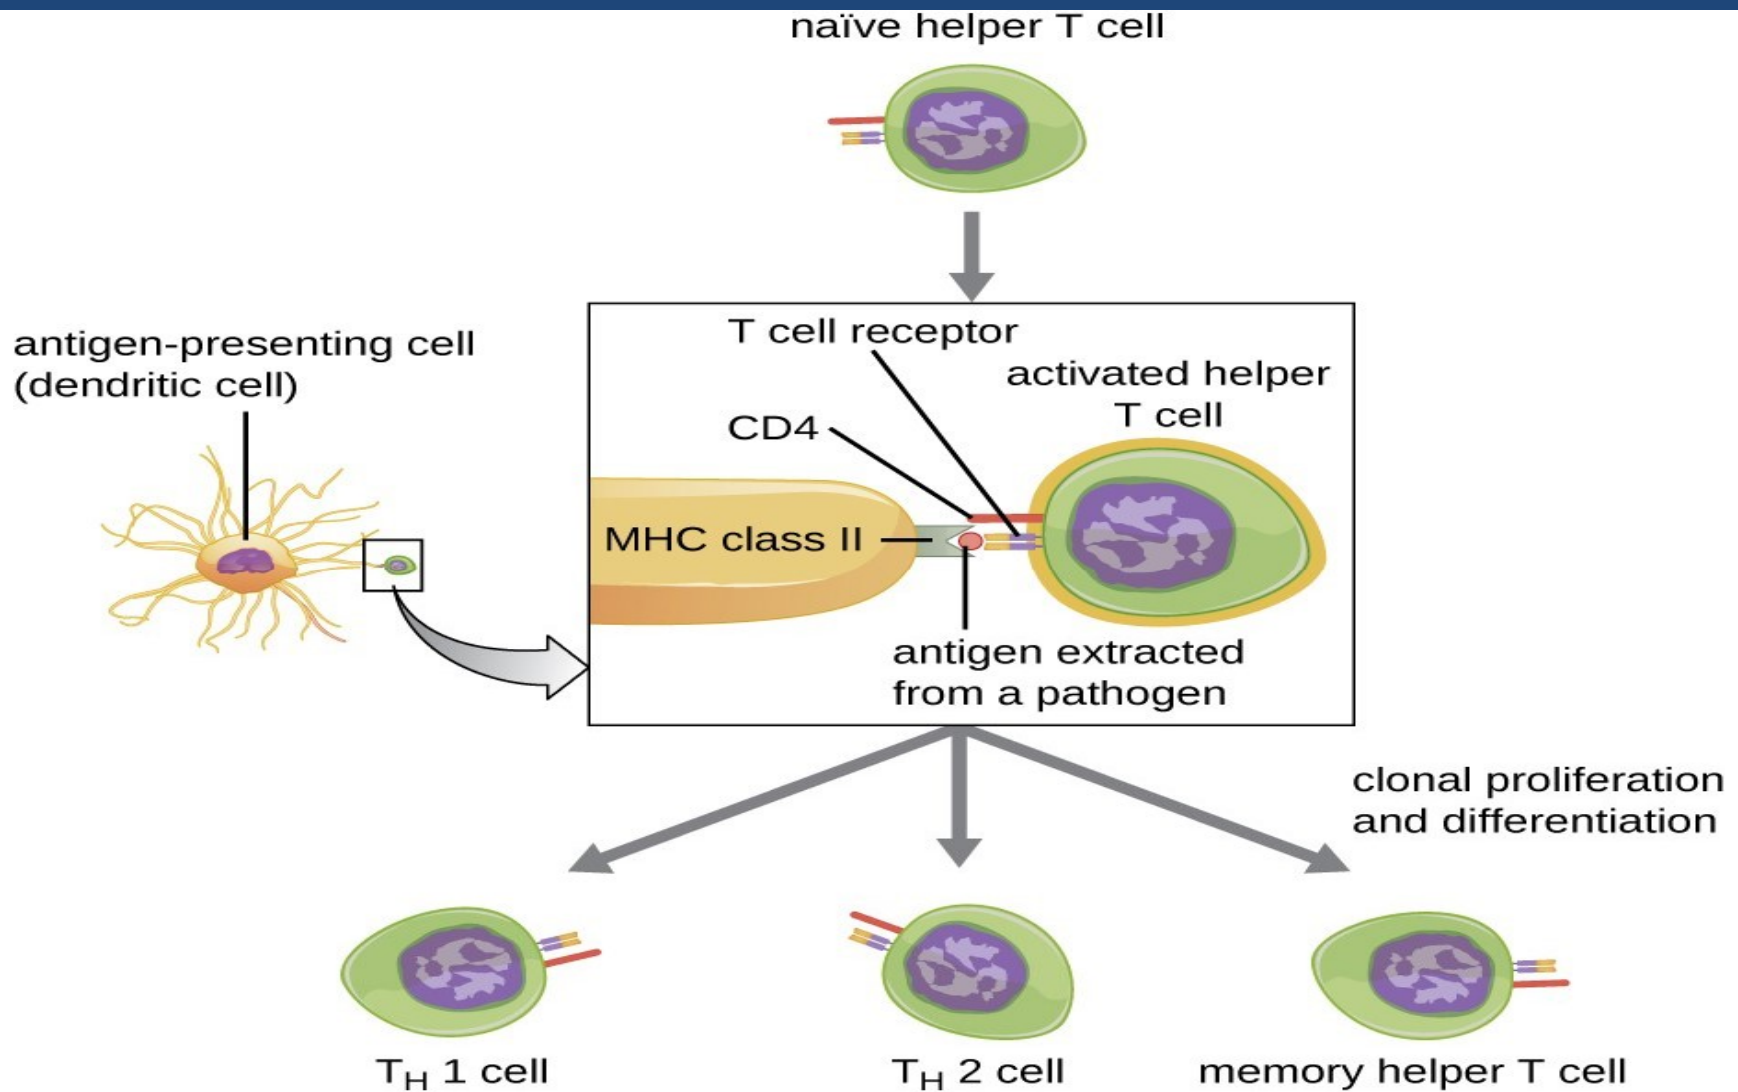 naïve helper T cell
antigen-presenting cell
(dendritic cell)
T cell receptor
activated helper
T cell
CD4
MHC class II
antigen extracted
from a pathogen
clonal proliferation
and differentiation
TH 1 cell
TH 2 cell
memory helper T cell